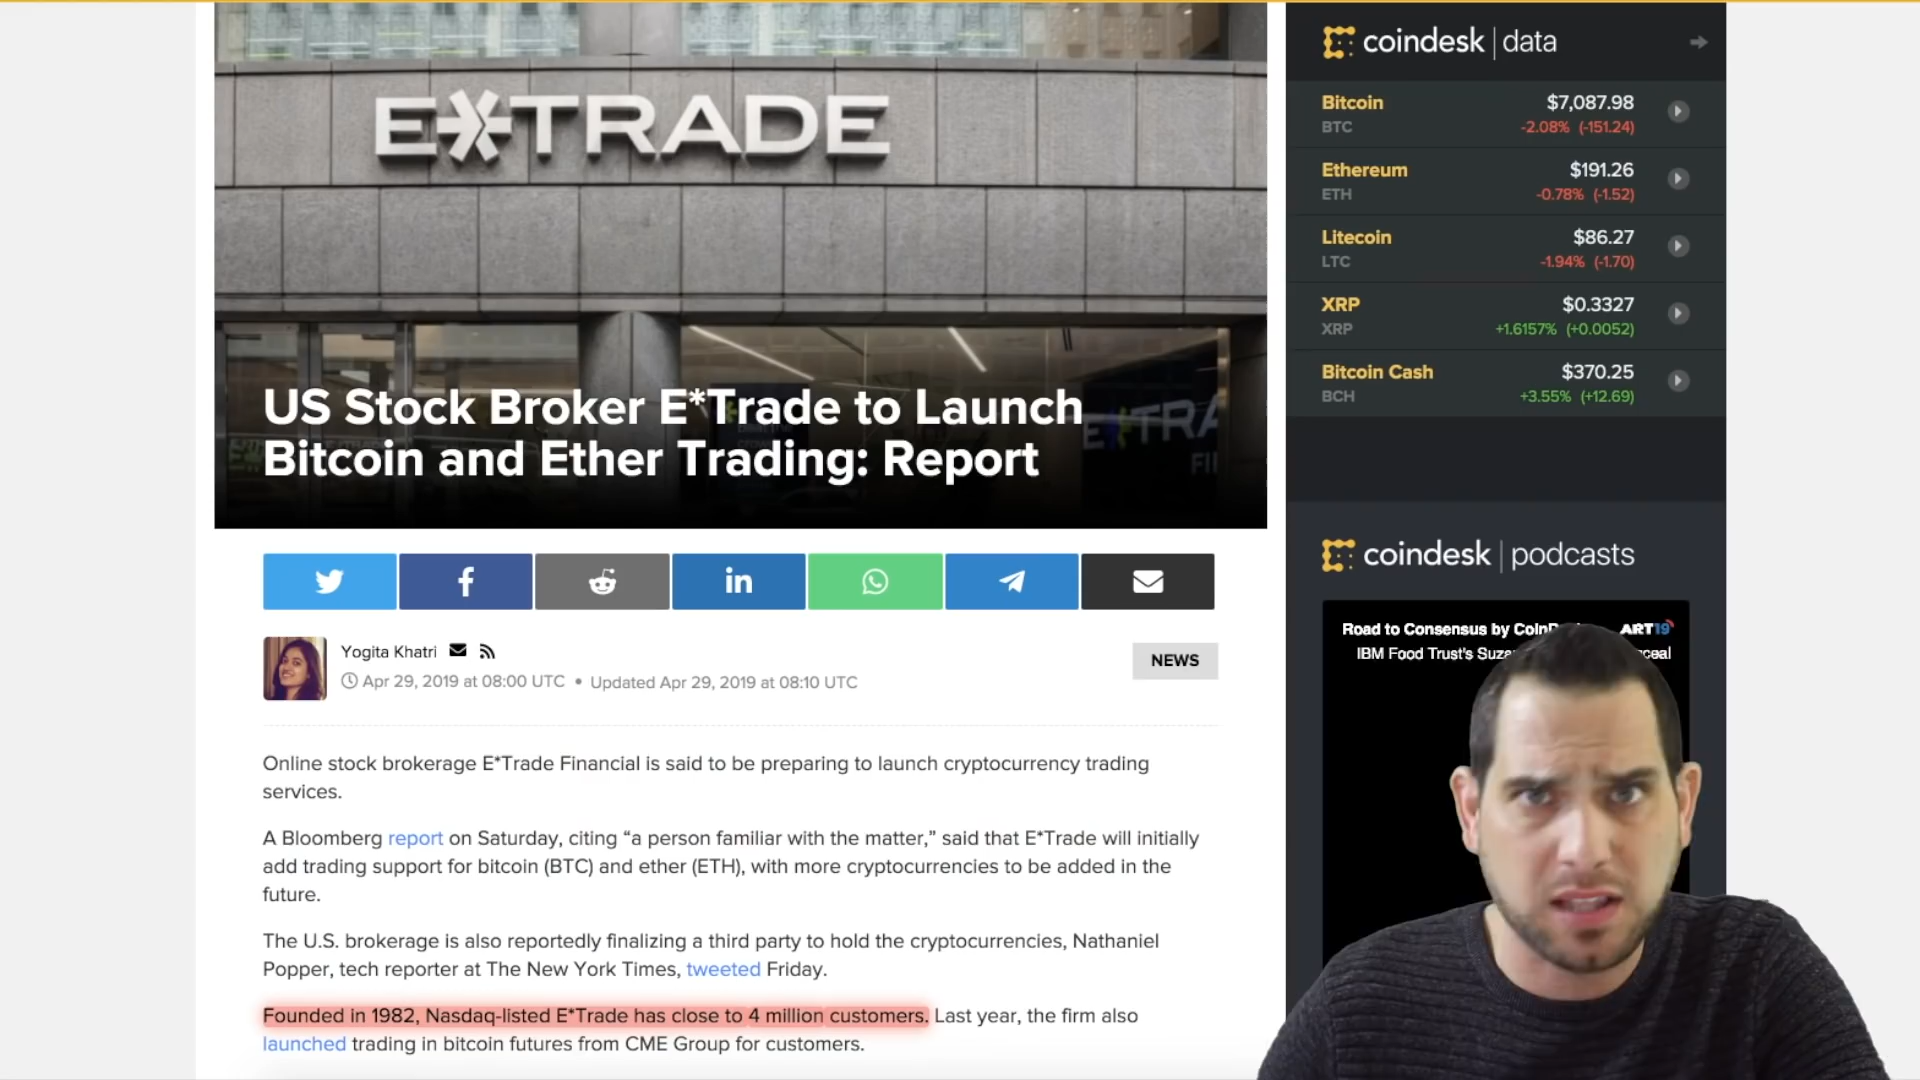 E*TRADE
US Stock Broker E*Trade to Launch
Bitcoin and Ether Trading: Report
Yogita Khatri
Apr 29, 2019 at 08:00 UTC • Updated Apr 29, 2019 at 08:10 UTC
NEWS
Online stock brokerage E*Trade Financial is said to be preparing to launch cryptocurrency trading
services.
A Bloomberg report on Saturday, citing “a person familiar with the matter,” said that E*Trade will initially
add trading support for bitcoin (BTC) and ether (ETH), with more cryptocurrencies to be added in the
future.
The U.S. brokerage is also reportedly finalizing a third party to hold the cryptocurrencies, Nathaniel
Popper, tech reporter at The New York Times, tweeted Friday.
Founded in 1982, Nasdaq-listed E*Trade has close to 4 million customers. Last year, the firm also
launched trading in bitcoin futures from CME Group for customers.
coindesk | data
Bitcoin $7,087.98
BTC -2.08% (-151.24)
Ethereum $191.26
ETH -0.78% (-1.52)
Litecoin $86.27
LTC -1.94% (-1.70)
XRP $0.3327
XRP +1.6157% (+0.0052)
Bitcoin Cash $370.25
BCH +3.55% (+12.69)
coindesk | podcasts
Road to Consensus by ART19
IBM Food Trust's